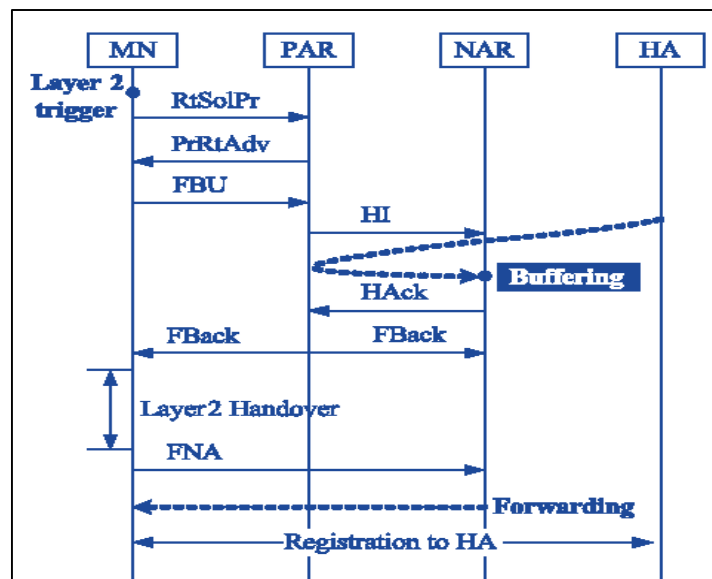 MN PAR NAR HA
Layer 2
trigger
RtSolPr
PrRtAdv
FBU
HI
Buffering
HAck
FBack FBack
Layer2 Handover
FNA
Forwarding
Registration to HA